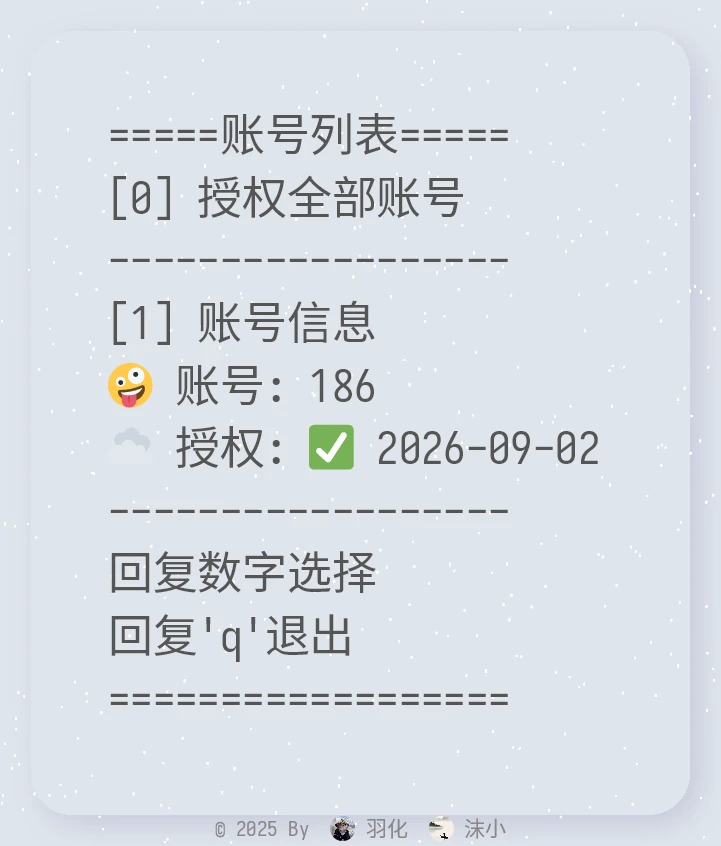 =====账号列表=====
[0] 授权全部账号
------------------
[1] 账号信息
🤪 账号: 186
☁️ 授权: ✅ 2026-09-02
------------------
回复数字选择
回复'q'退出
==================
© 2025 By 羽化 沫小